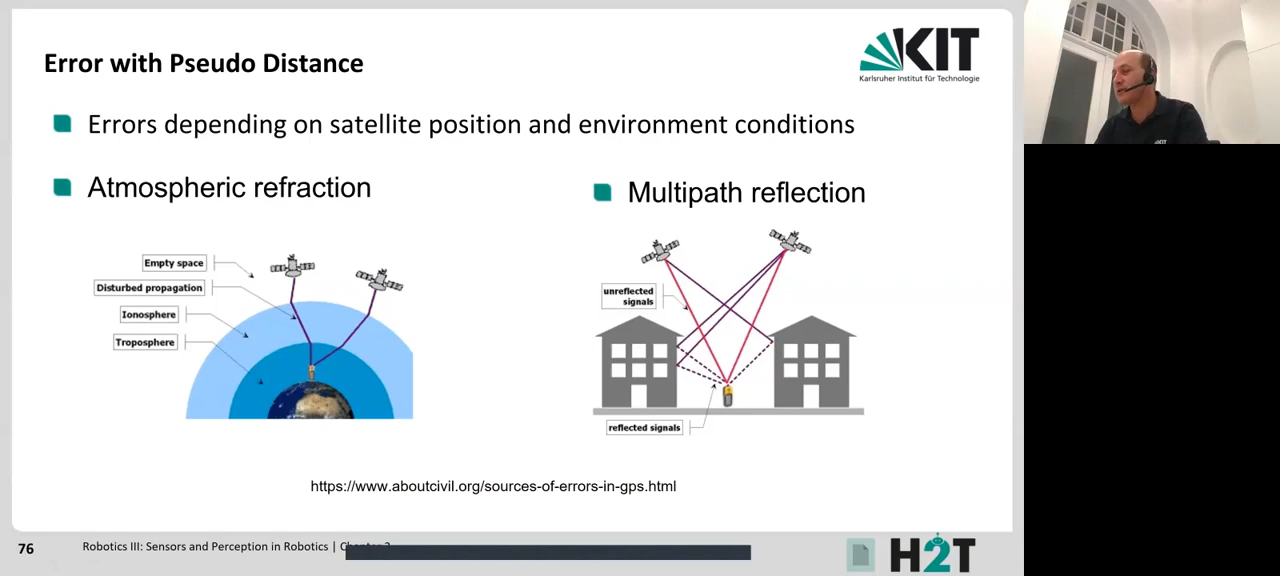 Error with Pseudo Distance
KIT
Karlsruher Institut für Technologie
Errors depending on satellite position and environment conditions
Atmospheric refraction
Multipath reflection
Empty space
Disturbed propagation
Ionosphere
Troposphere
unreflected
signals
reflected signals
https://www.aboutcivil.org/sources-of-errors-in-gps.html
76
Robotics III: Sensors and Perception in Robotics |
H2T